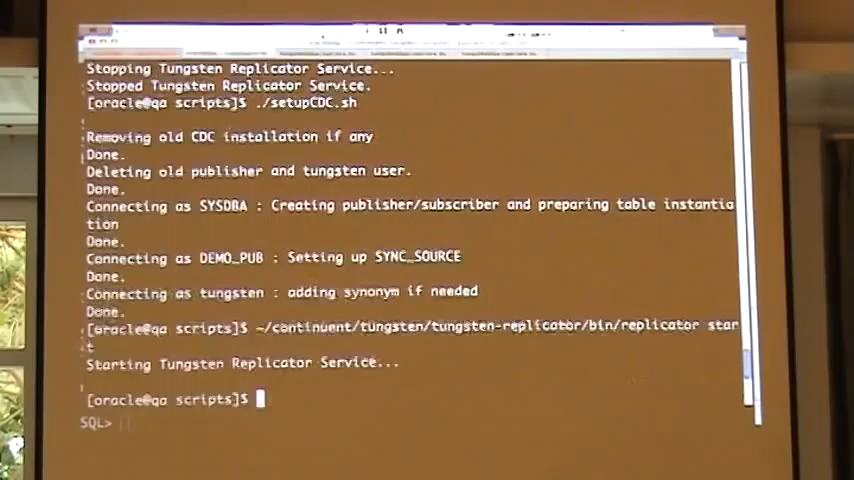 Stopping Tungsten Replicator Service...
Stopped Tungsten Replicator Service.
[oracle@qa scripts]$ ./setupCDC.sh
Removing old CDC installation if any
Done.
Deleting old publisher and tungsten user.
Done.
Connecting as SYSDBA : Creating publisher/subscriber and preparing table instantia
tion
Done.
Connecting as DEMO_PUB : Setting up SYNC_SOURCE
Done.
Connecting as tungsten : adding synonym if needed
Done.
[oracle@qa scripts]$ ~/continuent/tungsten/tungsten-replicator/bin/replicator star
t
Starting Tungsten Replicator Service...
[oracle@qa scripts]$
SQL>